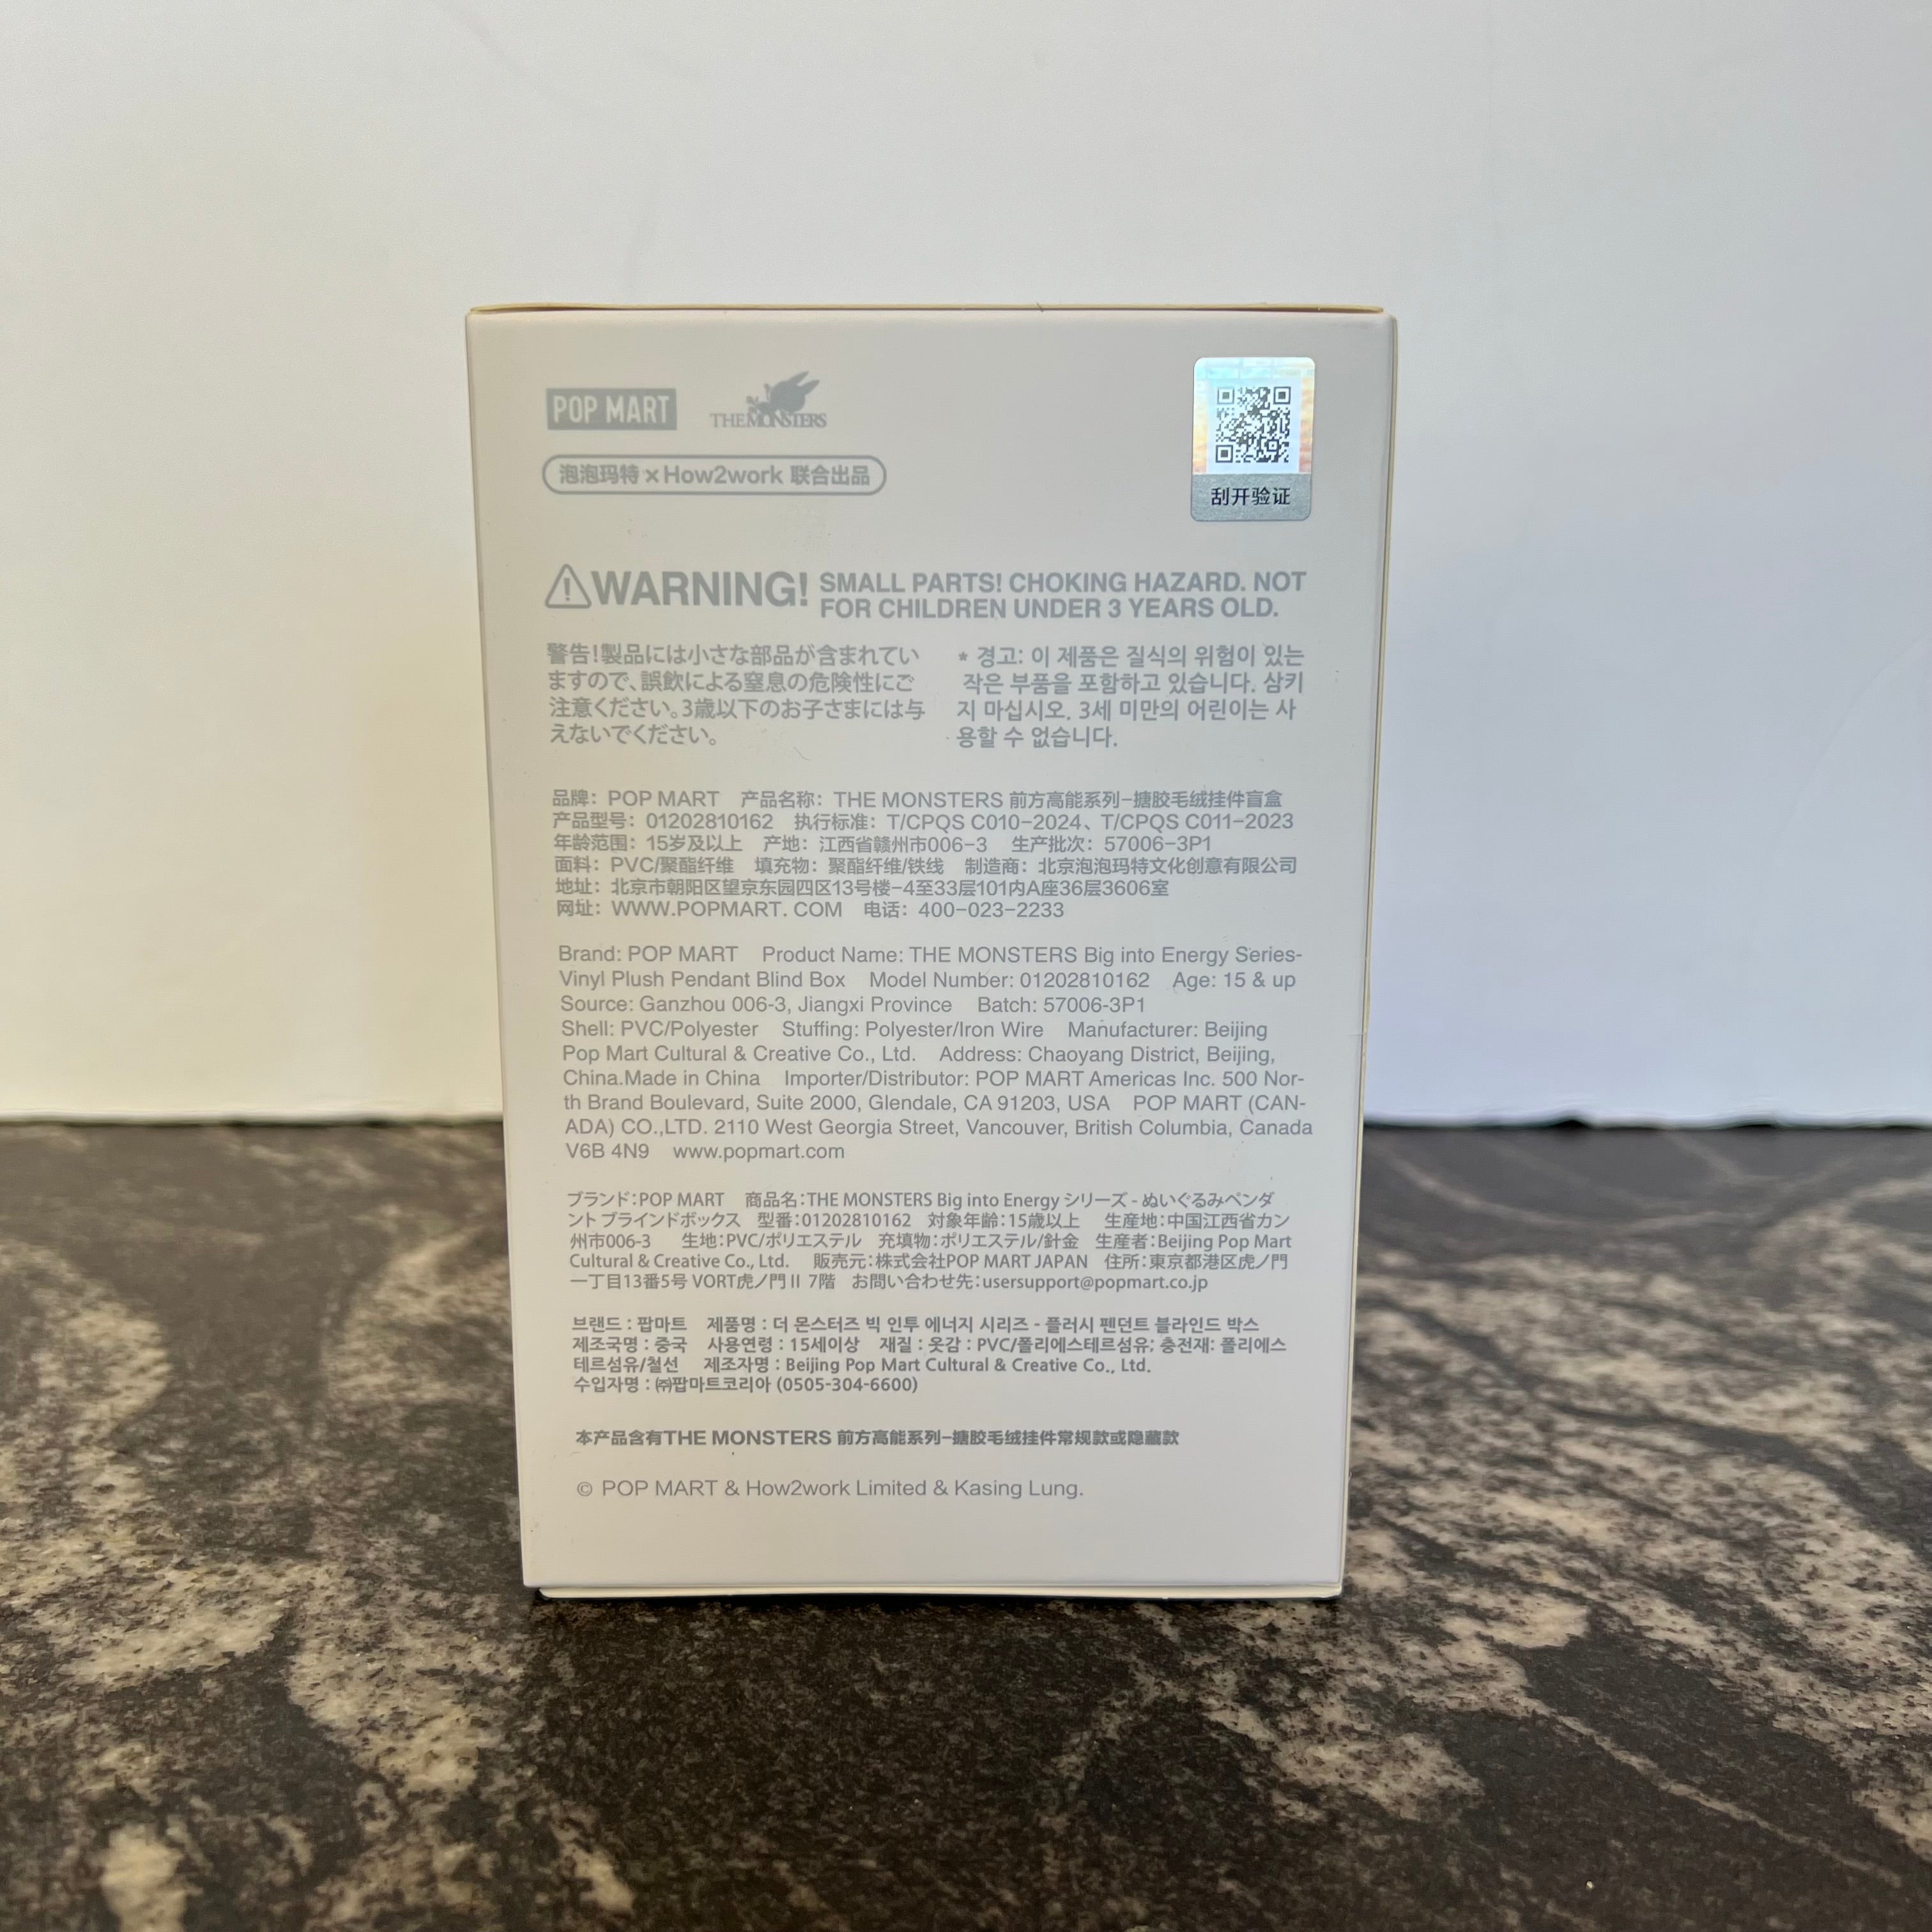 POP MART
THE MONSTERS
泡泡玛特 × How2work 联合出品
刮开验证
WARNING! SMALL PARTS! CHOKING HAZARD. NOT
FOR CHILDREN UNDER 3 YEARS OLD.
警告!製品には小さな部品が含まれてい
ますので、誤飲による窒息の危険性にご
注意ください。3歳以下のお子さまには与
えないでください。
* 경고: 이 제품은 질식의 위험이 있는
작은 부품을 포함하고 있습니다. 삼키
지 마십시오. 3세 미만의 어린이는 사
용할 수 없습니다.
品牌: POP MART 产品名称: THE MONSTERS 前方高能系列-搪胶毛绒挂件盲盒
产品型号: 01202810162 执行标准: T/CPQS C010-2024、T/CPQS C011-2023
年龄范围: 15岁及以上 产地: 江西省赣州市006-3 生产批次: 57006-3P1
面料: PVC/聚酯纤维 填充物: 聚酯纤维/铁线 制造商: 北京泡泡玛特文化创意有限公司
地址: 北京市朝阳区望京东园四区13号楼-4至33层101内A座36层3606室
网址: WWW.POPMART. COM 电话: 400-023-2233
Brand: POP MART Product Name: THE MONSTERS Big into Energy Series-
Vinyl Plush Pendant Blind Box Model Number: 01202810162 Age: 15 & up
Source: Ganzhou 006-3, Jiangxi Province Batch: 57006-3P1
Shell: PVC/Polyester Stuffing: Polyester/Iron Wire Manufacturer: Beijing
Pop Mart Cultural & Creative Co., Ltd. Address: Chaoyang District, Beijing,
China.Made in China Importer/Distributor: POP MART Americas Inc. 500 Nor-
th Brand Boulevard, Suite 2000, Glendale, CA 91203, USA POP MART (CAN-
ADA) CO.,LTD. 2110 West Georgia Street, Vancouver, British Columbia, Canada
V6B 4N9 www.popmart.com
ブランド:POP MART 商品名:THE MONSTERS Big into Energy シリーズ - ぬいぐるみペンダ
ント ブラインドボックス 型番:01202810162 対象年齢:15歳以上 生産地:中国江西省カン
州市006-3 生地:PVC/ポリエステル 充填物:ポリエステル/針金 生産者:Beijing Pop Mart
Cultural & Creative Co., Ltd. 販売元:株式会社POP MART JAPAN 住所:東京都港区虎ノ門
一丁目13番5号 VORT虎ノ門 II 7階 お問い合わせ先:usersupport@popmart.co.jp
브랜드 : 팝마트 제품명 : 더 몬스터즈 빅 인투 에너지 시리즈 - 플러시 펜던트 블라인드 박스
제조국명 : 중국 사용연령 : 15세이상 재질 : 옷감 : PVC/폴리에스테르섬유; 충전재: 폴리에스
테르섬유/철선 제조자명 : Beijing Pop Mart Cultural & Creative Co., Ltd.
수입자명 : ㈜팝마트코리아 (0505-304-6600)
本产品含有THE MONSTERS 前方高能系列-搪胶毛绒挂件常规款或隐藏款
© POP MART & How2work Limited & Kasing Lung.